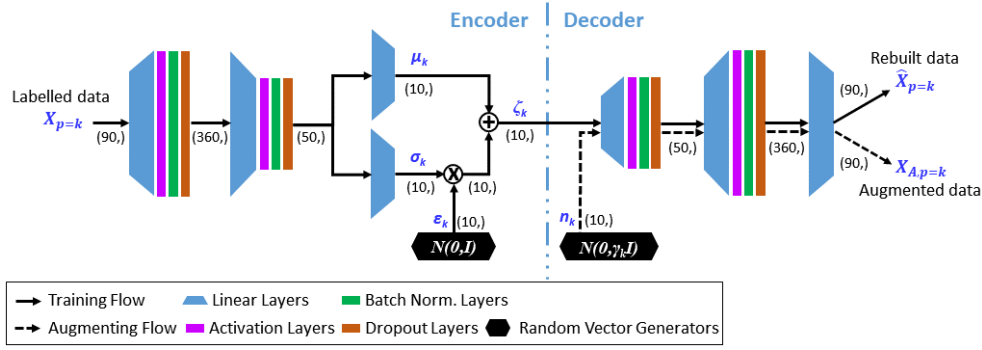 Encoder
Decoder
Labelled data
X_{p=k}
(90,)
(360,)
(50,)
μ_k
(10,)
σ_k
(10,)
(10,)
ε_k
(10,)
N(0,I)
+
X
ζ_k
(10,)
n_k
(10,)
N(0,γ_kI)
(50,)
(360,)
(90,)
Rebuilt data
X̂_{p=k}
(90,)
X_{A,p=k}
Augmented data
Training Flow
Linear Layers
Batch Norm. Layers
Augmenting Flow
Activation Layers
Dropout Layers
Random Vector Generators